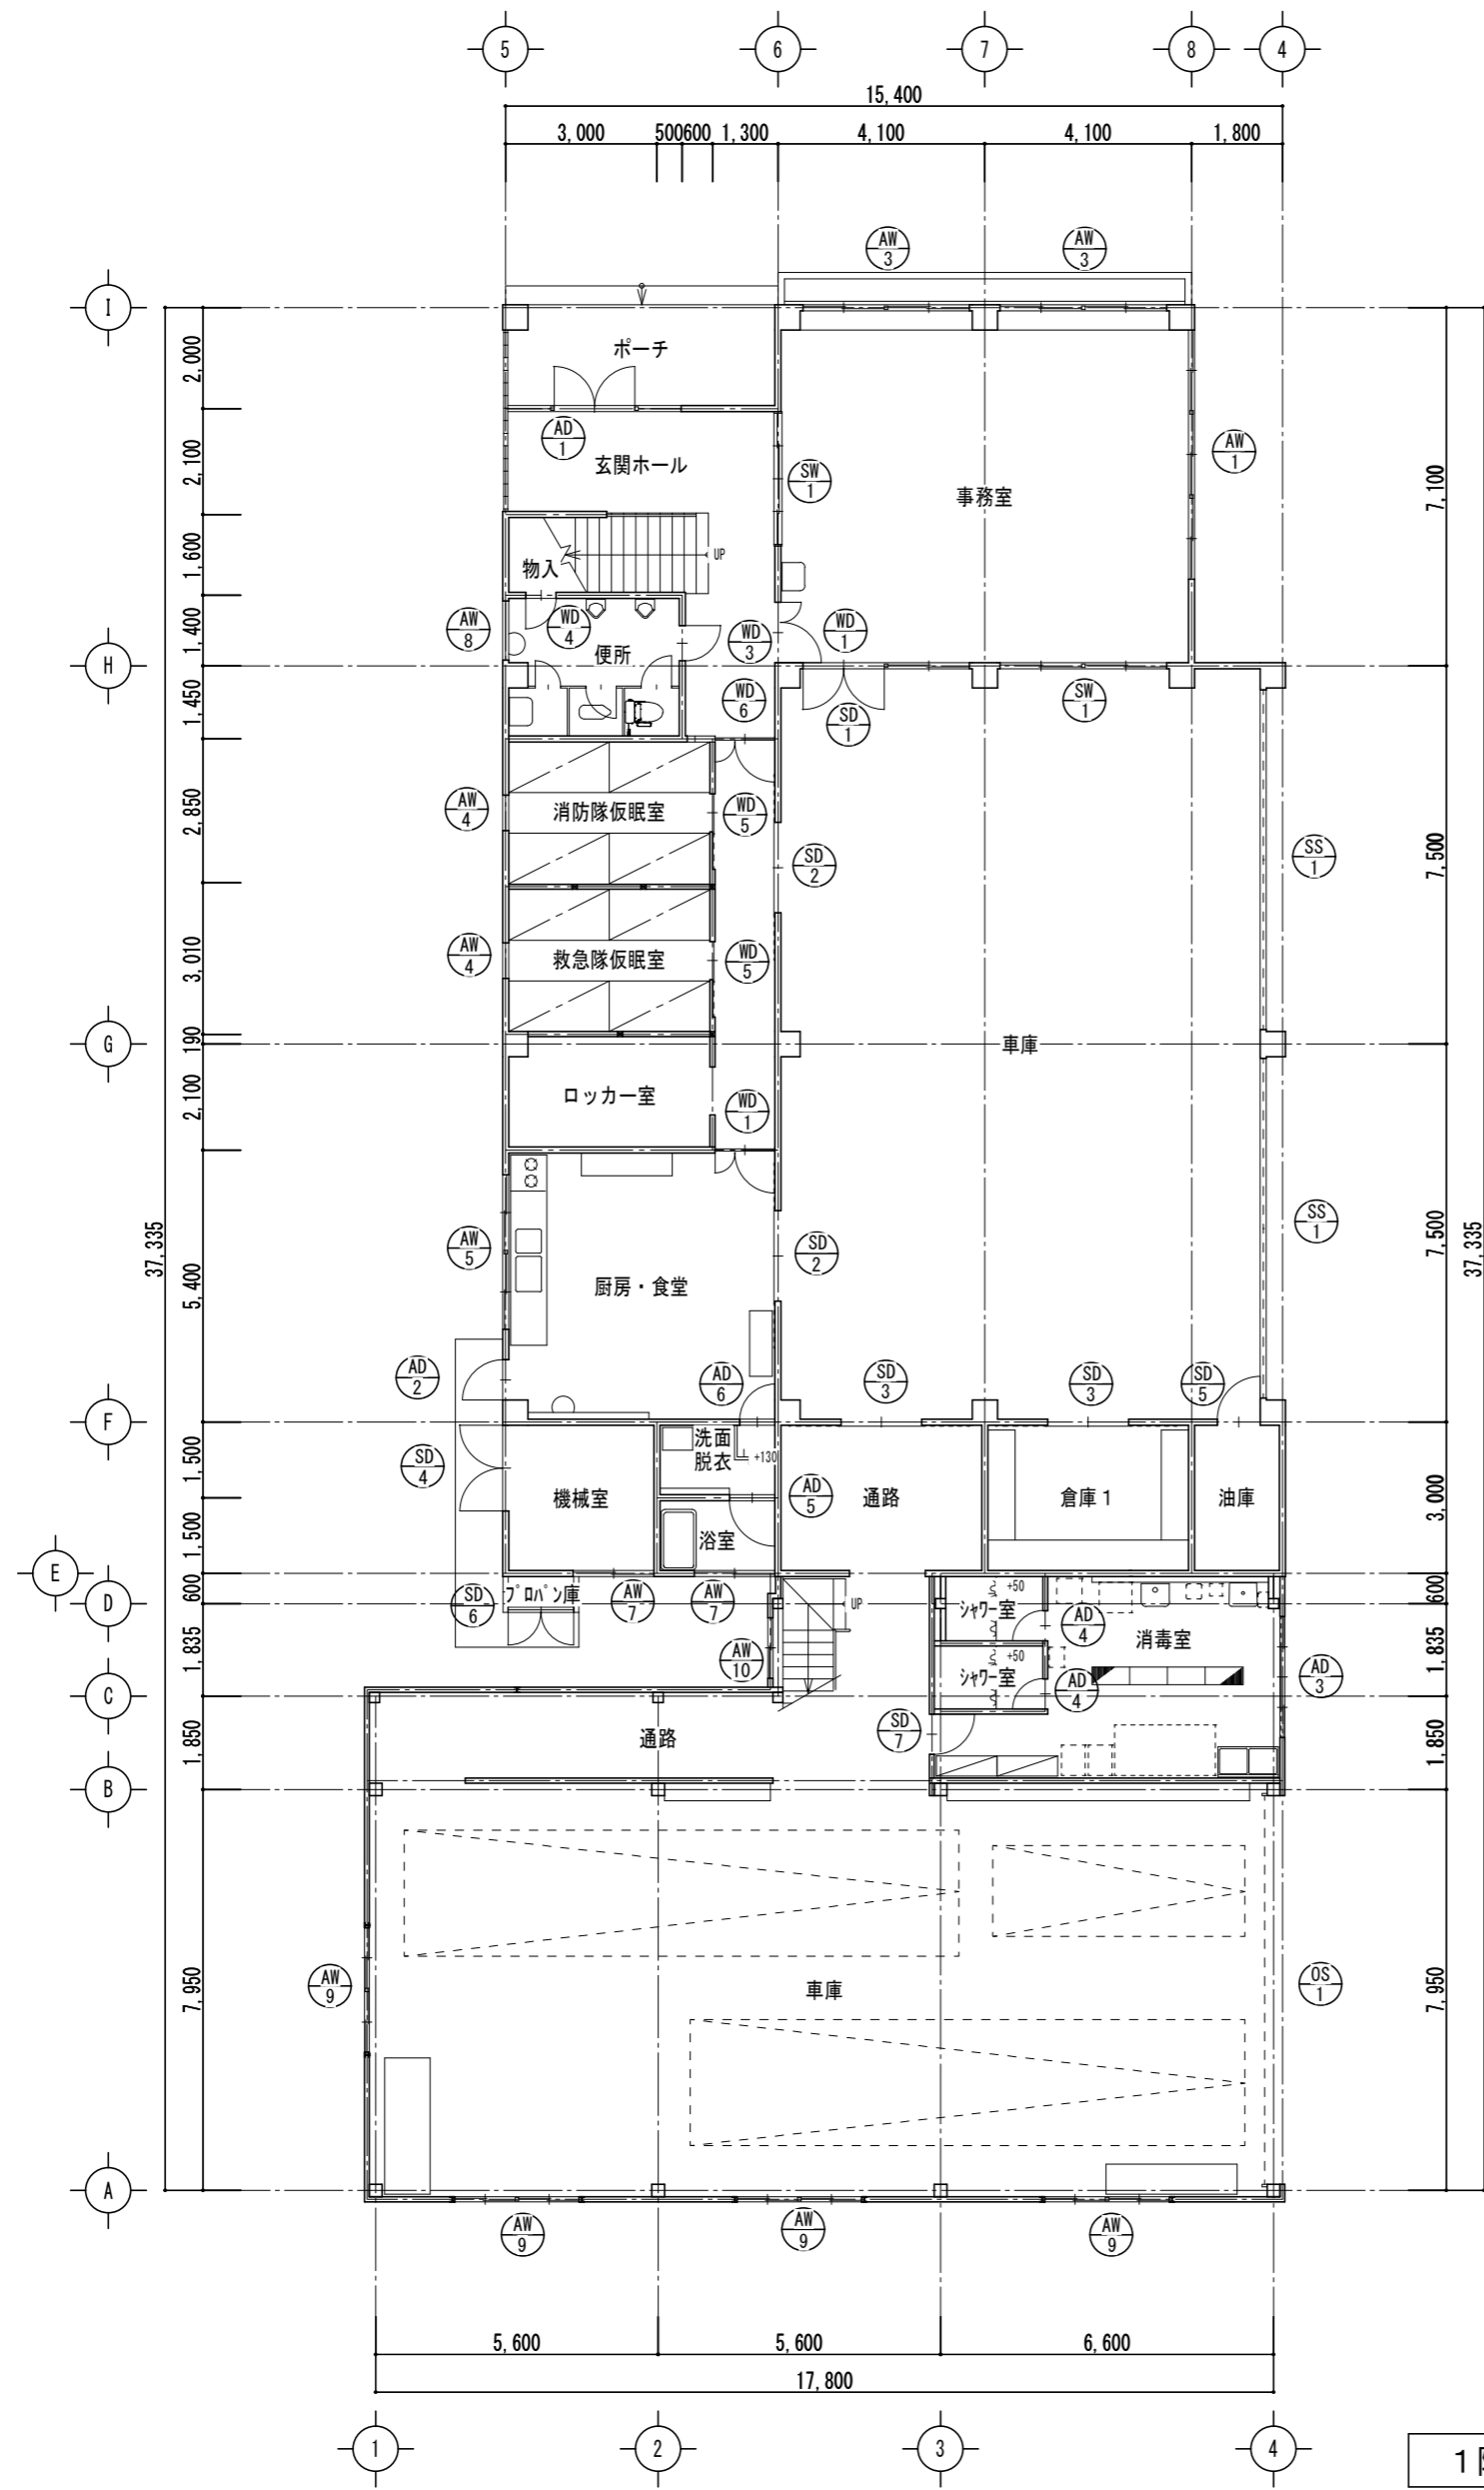 5 6 7 8 4
15,400
3,000 500 600 1,300 4,100 4,100 1,800
AW 3
AW 3
I
2,000
ポーチ
AD 1
玄関ホール
2,100
SW 1
事務室
AW 1
7,100
1,600
物入
UP
1,400
AW 8
WD 4
便所
WD 3
WD 1
H
1,450
WD 6
SD 1
SW 1
2,850
AW 4
消防隊仮眠室
WD 5
SD 2
SS 1
7,500
3,010
AW 4
救急隊仮眠室
WD 5
G
190
車庫
2,100
ロッカー室
WD 1
37,335
5,400
AW 5
厨房・食堂
SD 2
SS 1
7,500
37,335
AD 2
AD 6
SD 3
SD 3
SD 5
F
1,500
SD 4
洗面
脱衣
+130
機械室
AD 5
通路
倉庫1
油庫
3,000
1,500
浴室
E
600
D
SD 6
プロパン庫
AW 7
AW 7
UP
シャワー室
+50
AD 4
消毒室
600
1,835
AW 10
シャワー室
+50
AD 4
AD 3
1,835
C
1,850
通路
SD 7
1,850
B
7,950
AW 9
車庫
OS 1
7,950
A
AW 9
AW 9
AW 9
5,600 5,600 6,600
17,800
1 2 3 4
1